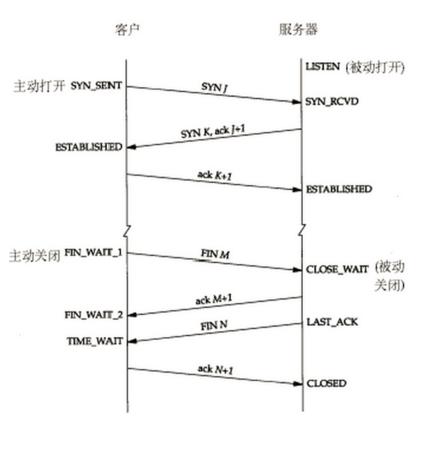 客户 服务器
LISTEN (被动打开)
主动打开 SYN_SENT
SYN J
SYN_RCVD
SYN K, ack J+1
ESTABLISHED
ack K+1
ESTABLISHED
主动关闭 FIN_WAIT_1
FIN M
CLOSE_WAIT (被动
关闭)
ack M+1
FIN_WAIT_2
FIN N
LAST_ACK
TIME_WAIT
ack N+1
CLOSED